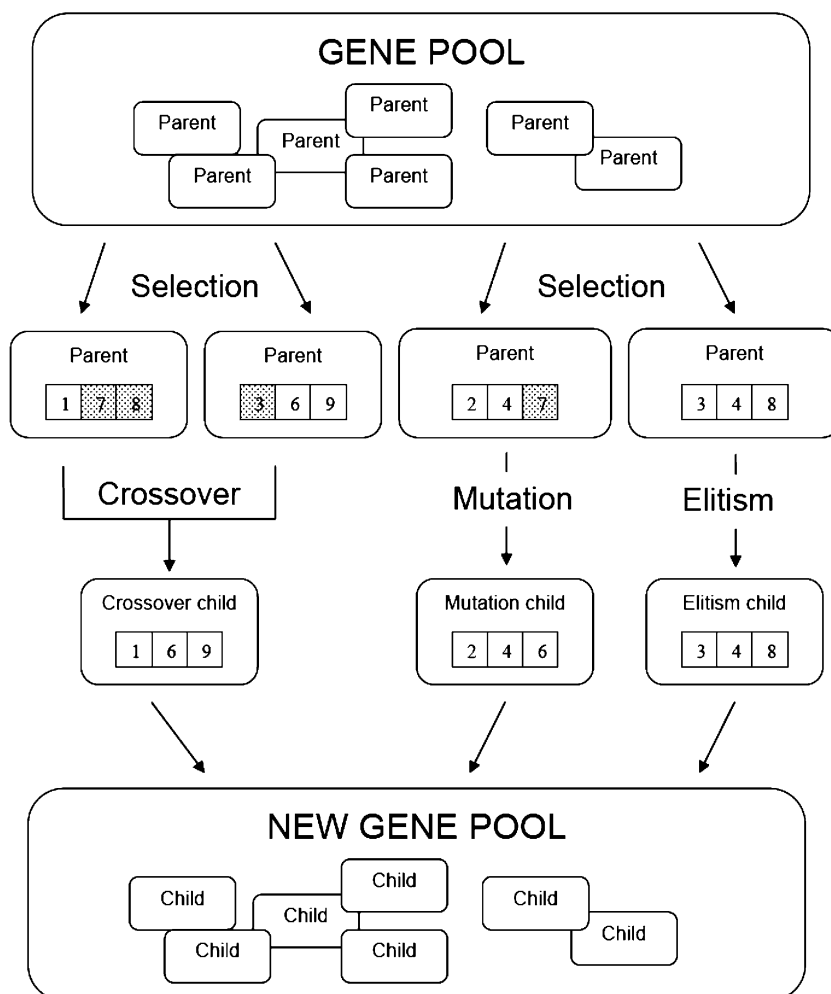 GENE POOL
Parent
Parent
Parent
Parent
Parent
Parent
Parent
Selection
Selection
Parent
1 7 8
Parent
3 6 9
Parent
2 4 7
Parent
3 4 8
Crossover
Mutation
Elitism
Crossover child
1 6 9
Mutation child
2 4 6
Elitism child
3 4 8
NEW GENE POOL
Child
Child
Child
Child
Child
Child
Child